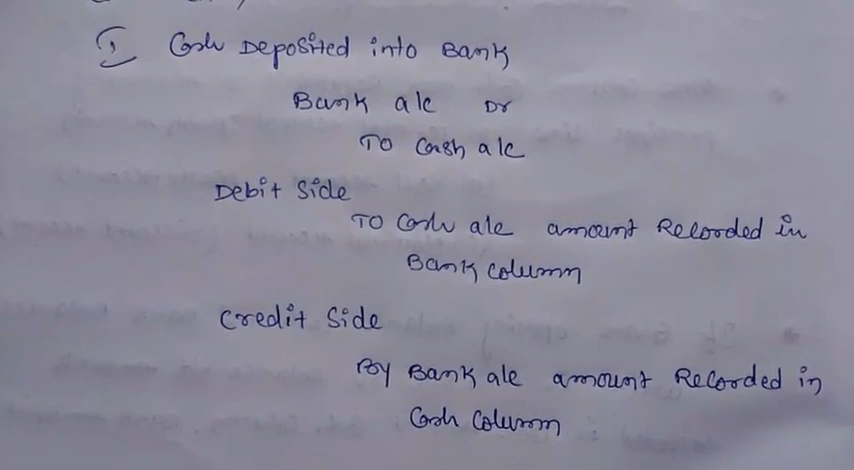 1 Cash Deposited into Bank
Bank a/c Dr
To Cash a/c
Debit Side
To Cash a/c amount Recorded in
Bank column
Credit Side
By Bank a/c amount Recorded in
Cash Column